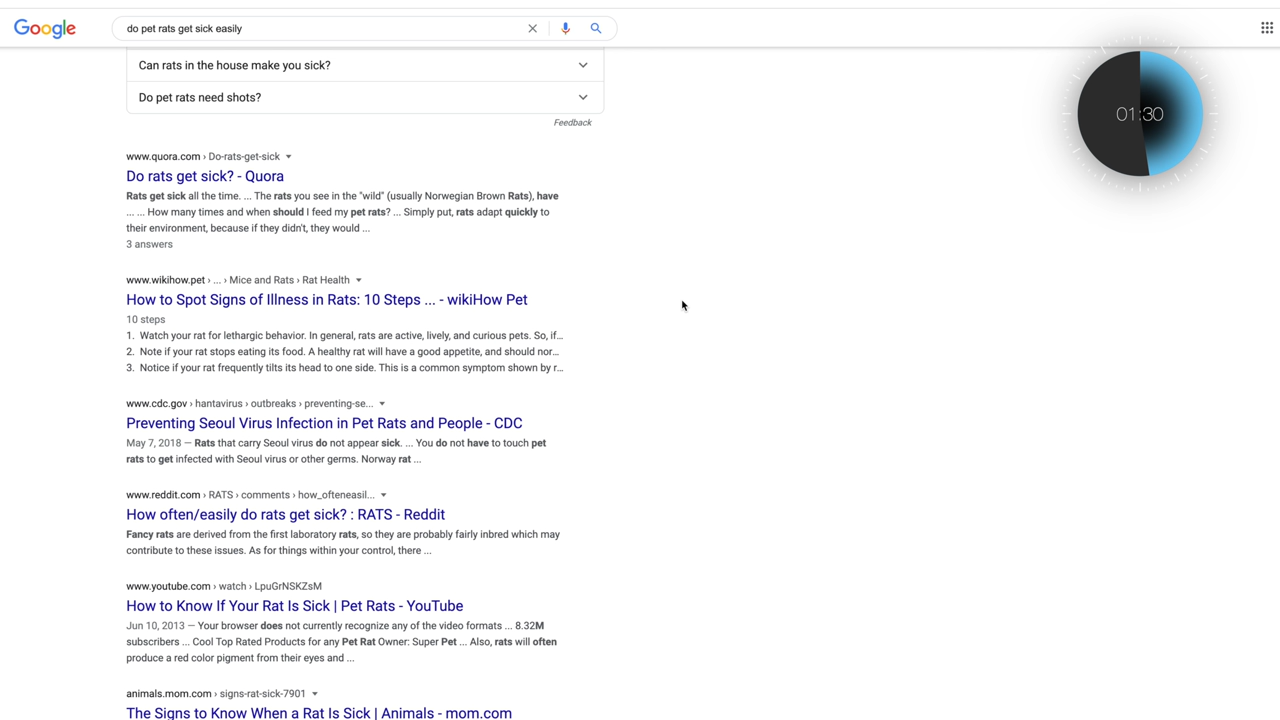 Google
do pet rats get sick easily
Can rats in the house make you sick?
01:30
Do pet rats need shots?
Feedback
www.quora.com › Do-rats-get-sick
Do rats get sick? - Quora
Rats get sick all the time. ... The rats you see in the "wild" (usually Norwegian Brown Rats), have
... ... How many times and when should I feed my pet rats? ... Simply put, rats adapt quickly to
their environment, because if they didn't, they would ...
3 answers
www.wikihow.pet › ... › Mice and Rats › Rat Health
How to Spot Signs of Illness in Rats: 10 Steps ... - wikiHow Pet
10 steps
1. Watch your rat for lethargic behavior. In general, rats are active, lively, and curious pets. So, if...
2. Note if your rat stops eating its food. A healthy rat will have a good appetite, and should nor...
3. Notice if your rat frequently tilts its head to one side. This is a common symptom shown by r...
www.cdc.gov › hantavirus › outbreaks › preventing-se...
Preventing Seoul Virus Infection in Pet Rats and People - CDC
May 7, 2018 — Rats that carry Seoul virus do not appear sick. ... You do not have to touch pet
rats to get infected with Seoul virus or other germs. Norway rat ...
www.reddit.com › RATS › comments › how_ofteneasil...
How often/easily do rats get sick? : RATS - Reddit
Fancy rats are derived from the first laboratory rats, so they are probably fairly inbred which may
contribute to these issues. As for things within your control, there ...
www.youtube.com › watch › LpuGrNSKZsM
How to Know If Your Rat Is Sick | Pet Rats - YouTube
Jun 10, 2013 — Your browser does not currently recognize any of the video formats ... 8.32M
subscribers ... Cool Top Rated Products for any Pet Rat Owner: Super Pet ... Also, rats will often
produce a red color pigment from their eyes and ...
animals.mom.com › signs-rat-sick-7901
The Signs to Know When a Rat Is Sick | Animals - mom.com